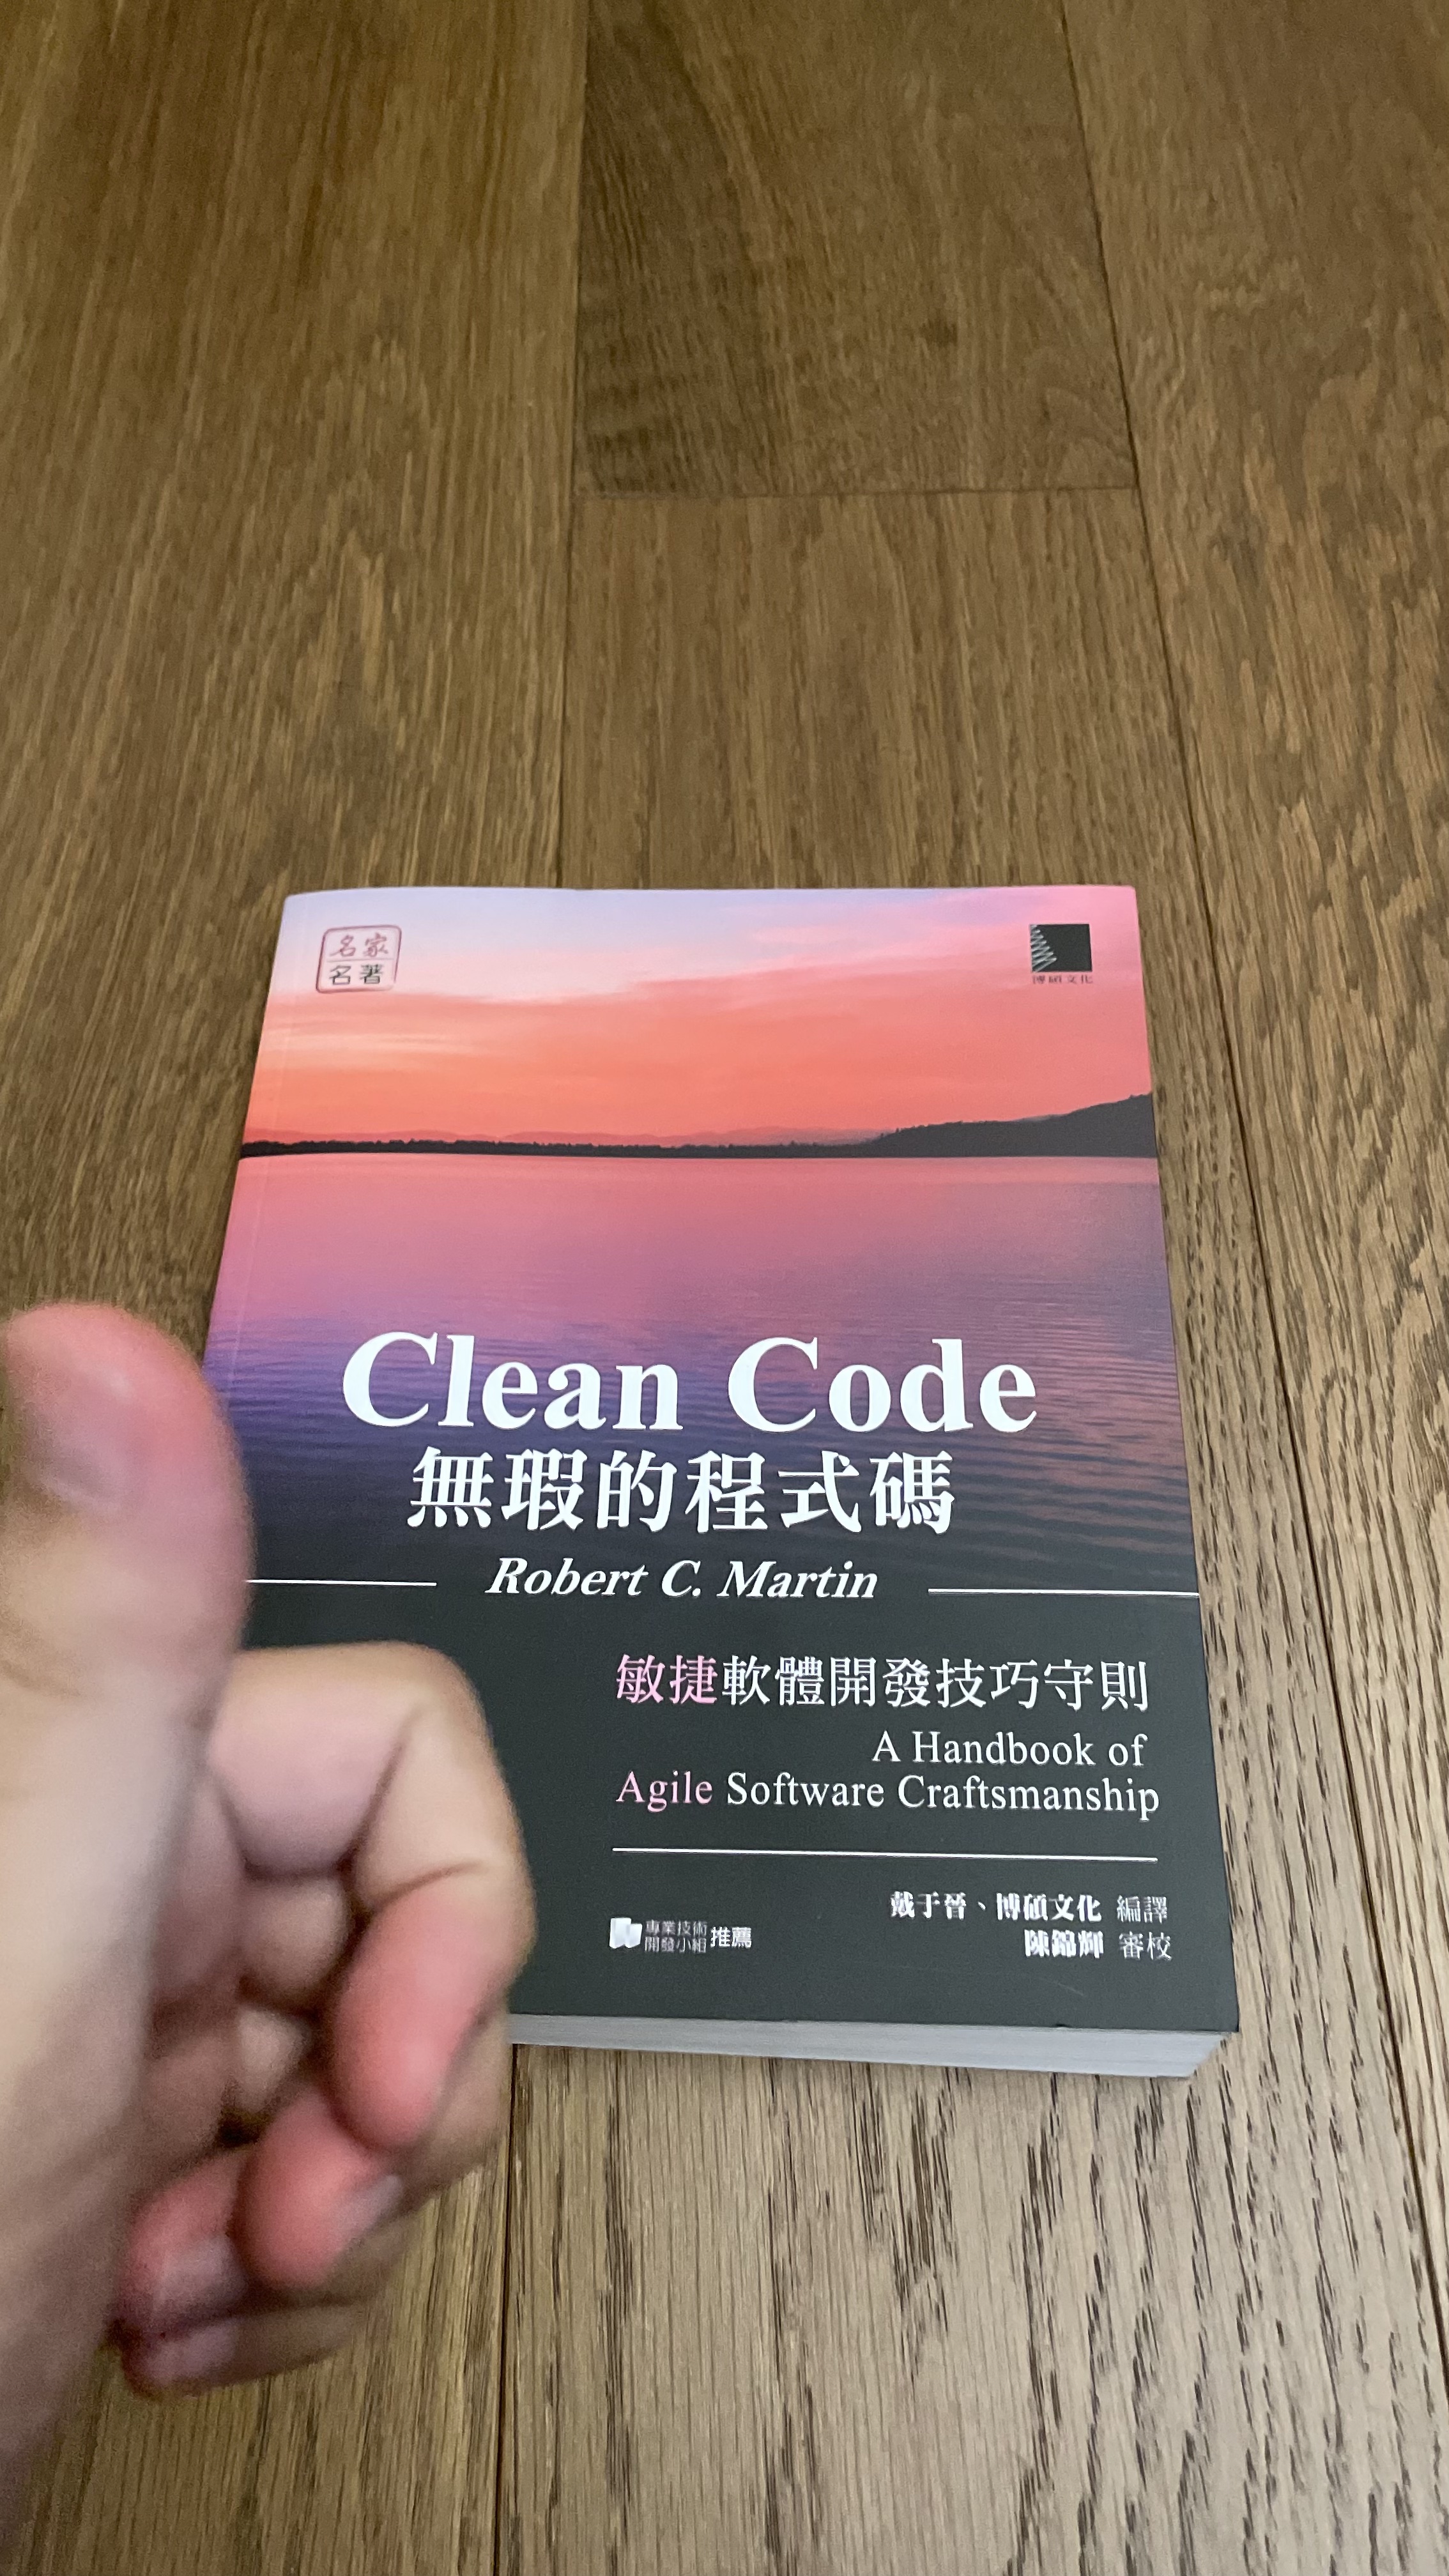 名家
名著
博碩文化
Clean Code
無瑕的程式碼
Robert C. Martin
敏捷軟體開發技巧守則
A Handbook of
Agile Software Craftsmanship
戴于晉、博碩文化 編譯
陳錦輝 審校
專業技術
開發小組 推薦